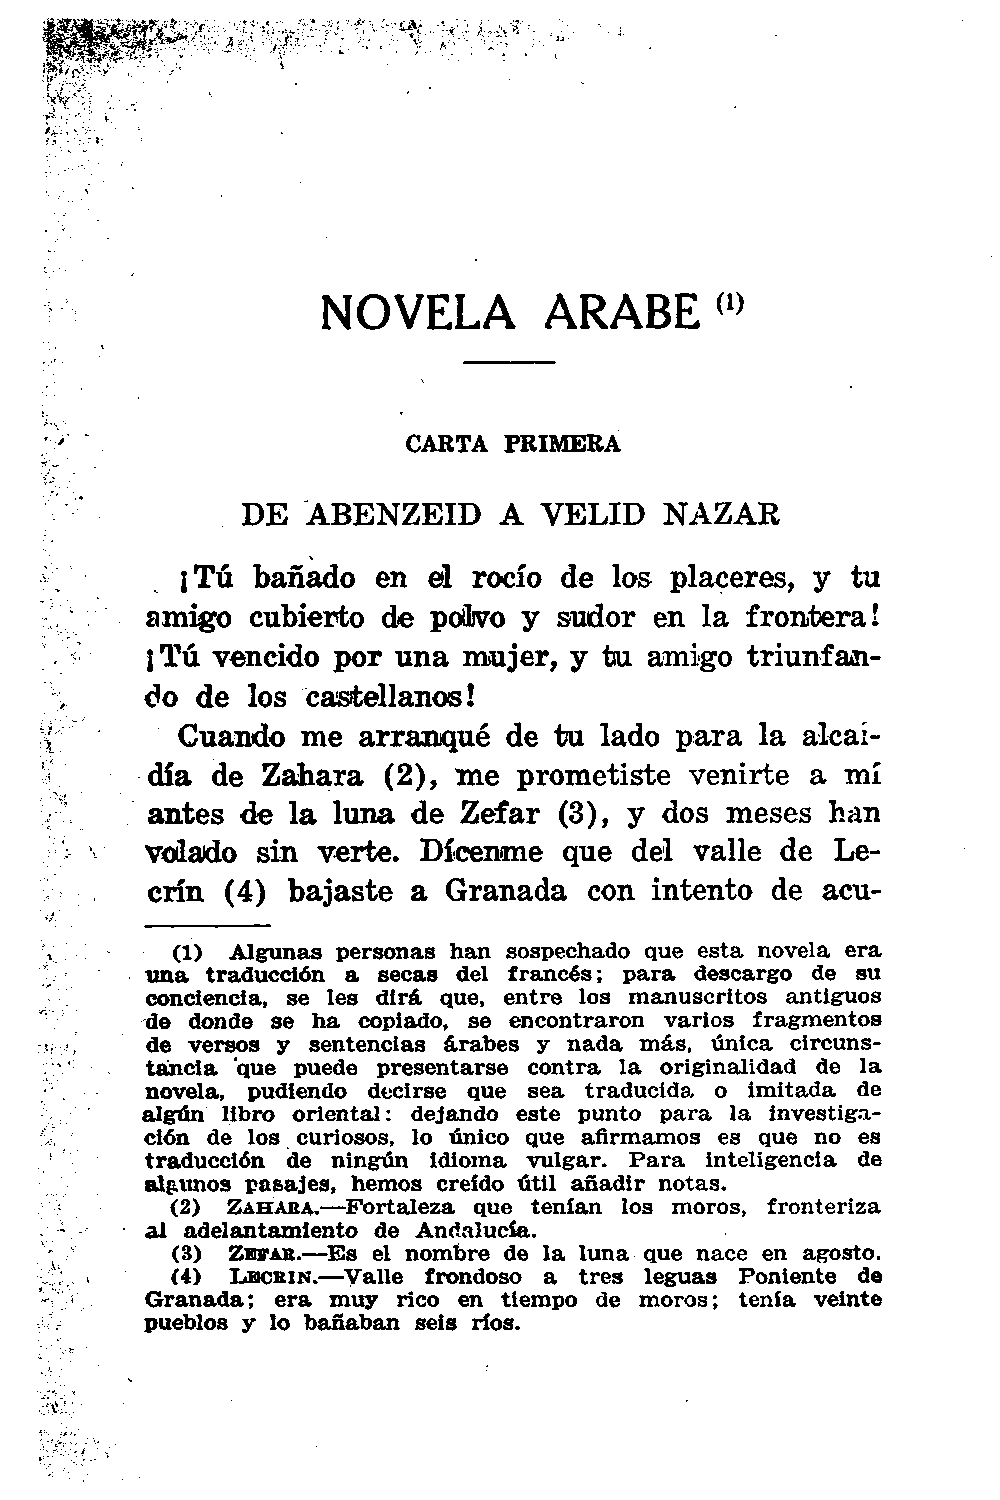 NOVELA ARABE (1)
CARTA PRIMERA
DE ABENZEID A VELID NAZAR
¡Tú bañado en el rocío de los placeres, y tu
amigo cubierto de polvo y sudor en la frontera!
¡Tú vencido por una mujer, y tu amigo triunfan-
do de los castellanos!
Cuando me arranqué de tu lado para la alcai-
día de Zahara (2), me prometiste venirte a mí
antes de la luna de Zefar (3), y dos meses han
volado sin verte. Dícenme que del valle de Le-
crín (4) bajaste a Granada con intento de acu-
(1) Algunas personas han sospechado que esta novela era
una traducción a secas del francés; para descargo de su
conciencia, se les dirá que, entre los manuscritos antiguos
de donde se ha copiado, se encontraron varios fragmentos
de versos y sentencias árabes y nada más, única circuns-
tancia que puede presentarse contra la originalidad de la
novela, pudiendo decirse que sea traducida o imitada de
algún libro oriental: dejando este punto para la investiga-
ción de los curiosos, lo único que afirmamos es que no es
traducción de ningún idioma vulgar. Para inteligencia de
algunos pasajes, hemos creído útil añadir notas.
(2) ZAHARA.—Fortaleza que tenían los moros, fronteriza
al adelantamiento de Andalucía.
(3) ZEFAR.—Es el nombre de la luna que nace en agosto.
(4) LECRIN.—Valle frondoso a tres leguas Poniente de
Granada; era muy rico en tiempo de moros; tenía veinte
pueblos y lo bañaban seis ríos.